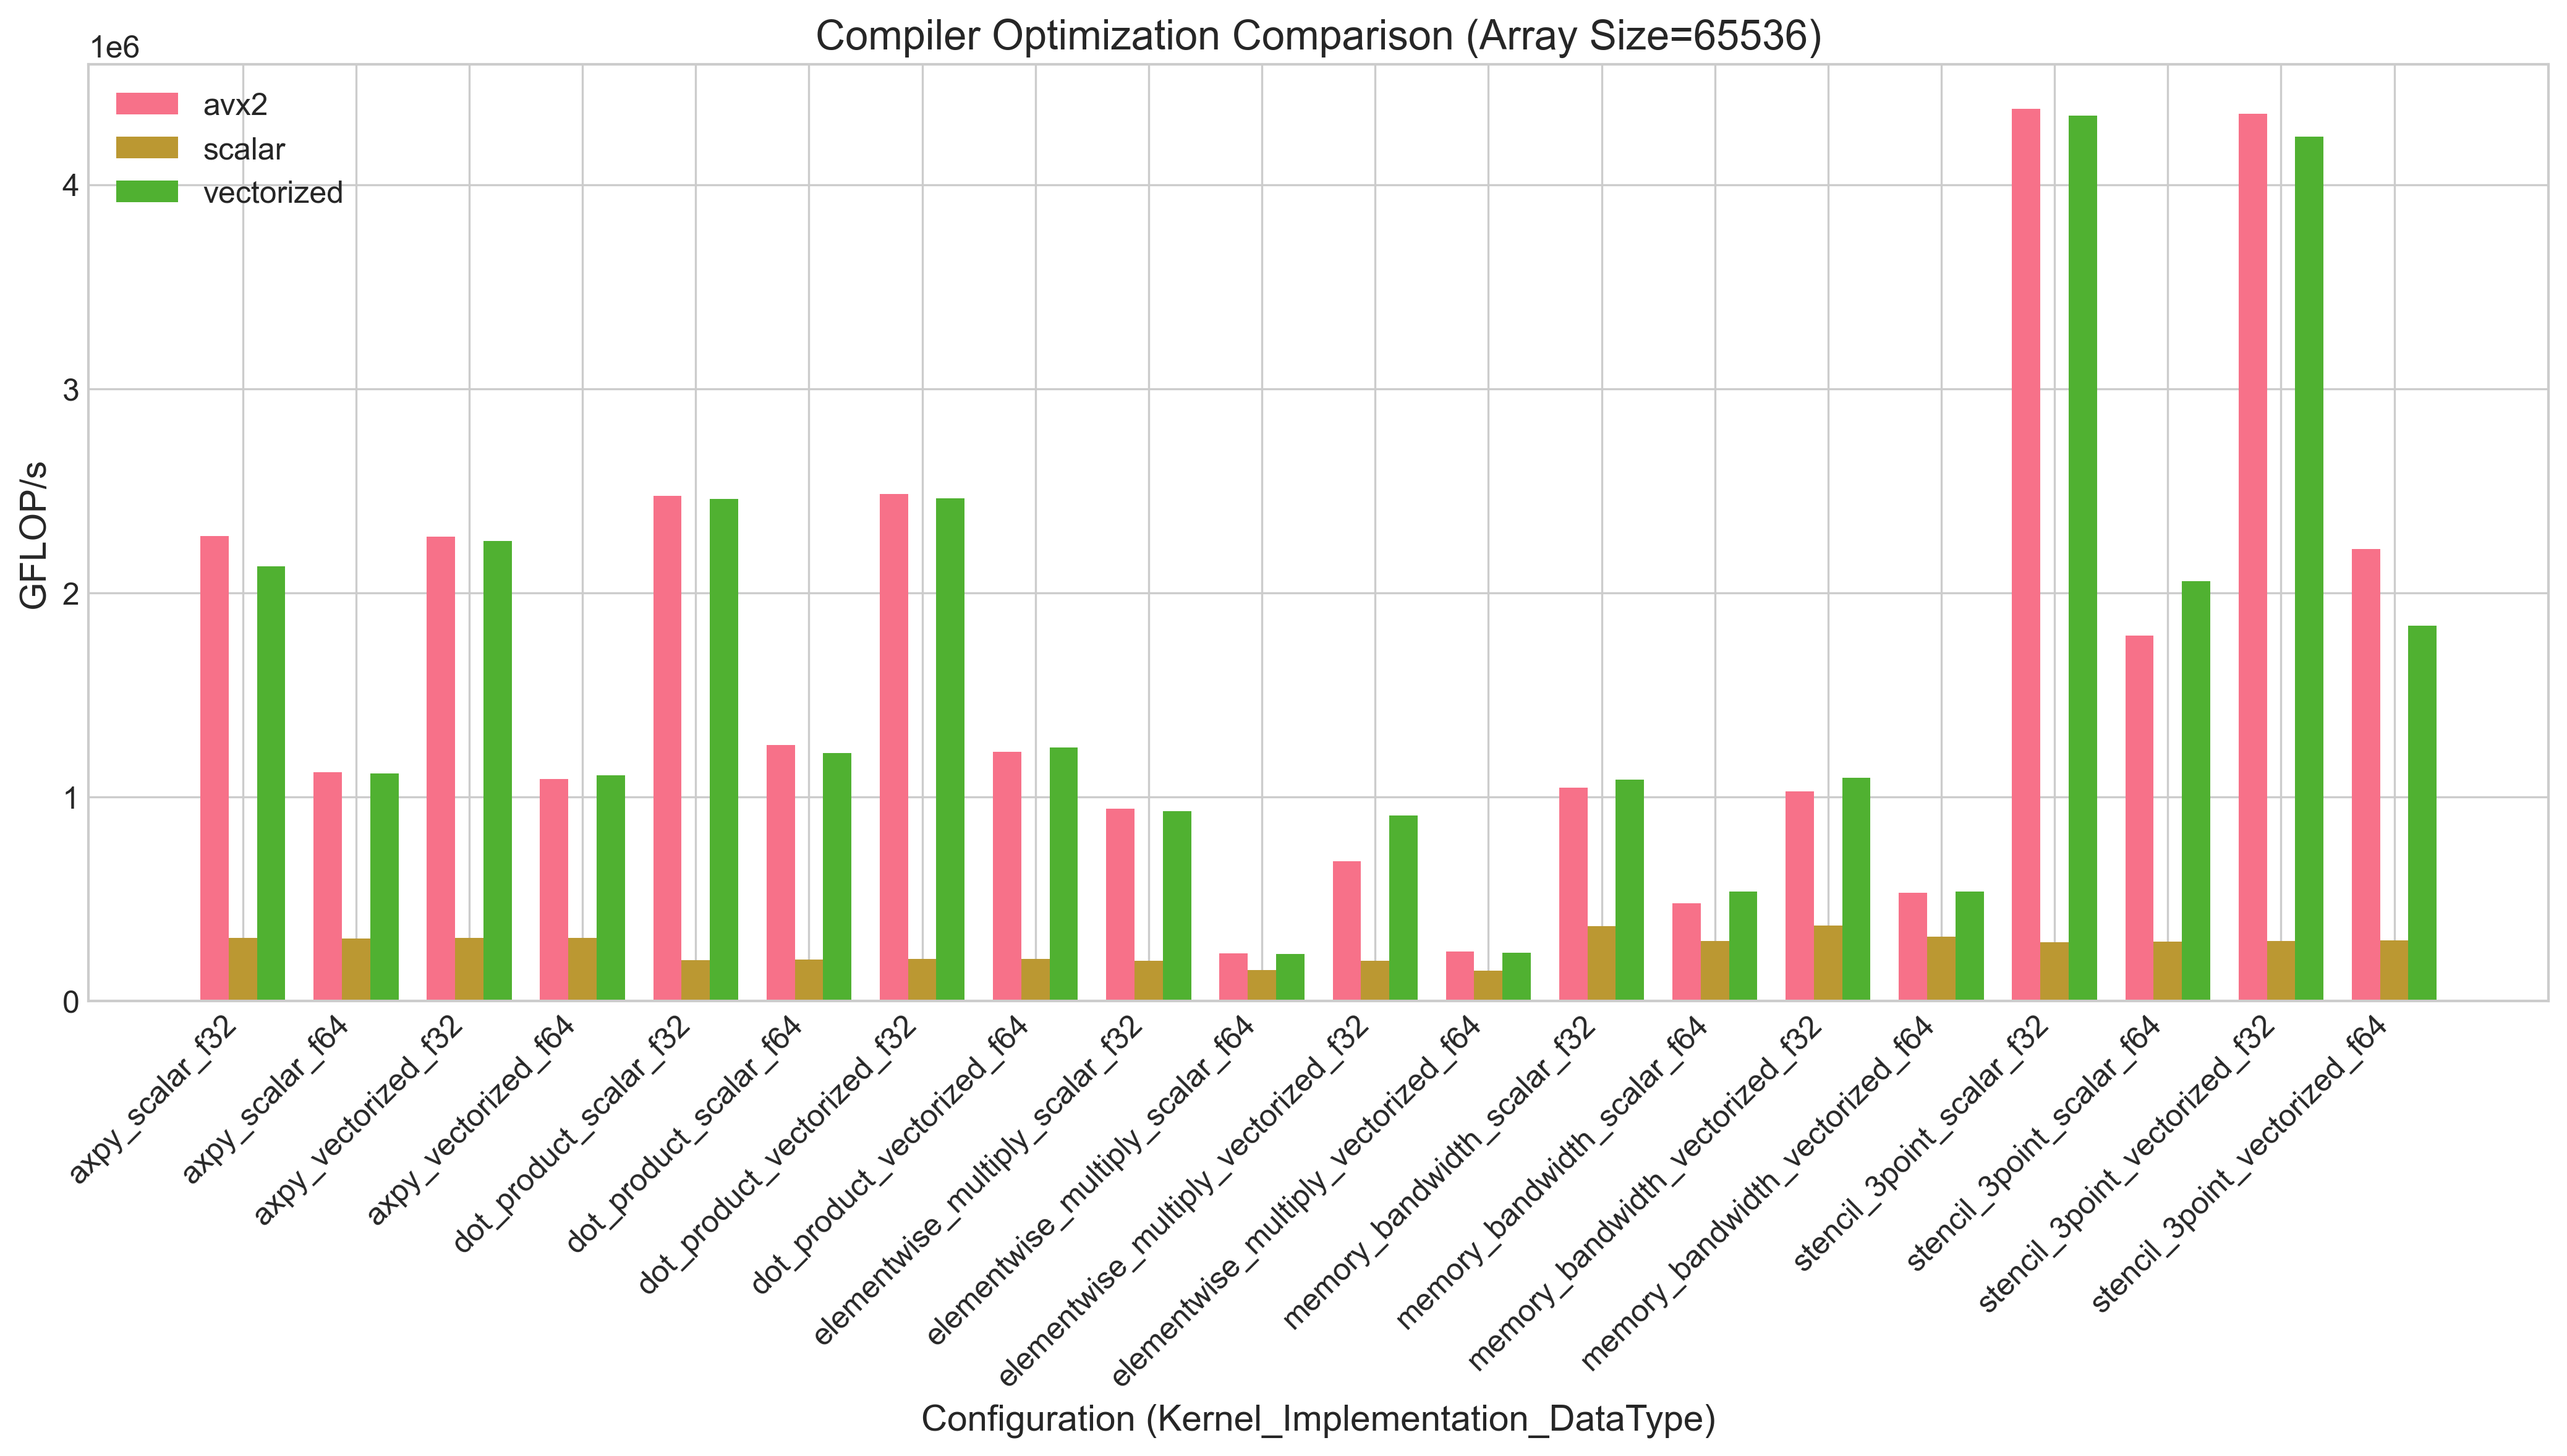 Compiler Optimization Comparison (Array Size=65536)
1e6
avx2
scalar
vectorized
GFLOP/s
4
3
2
1
0
axpy_scalar_f32
axpy_scalar_f64
axpy_vectorized_f32
axpy_vectorized_f64
dot_product_scalar_f32
dot_product_scalar_f64
dot_product_vectorized_f32
dot_product_vectorized_f64
elementwise_multiply_scalar_f32
elementwise_multiply_scalar_f64
elementwise_multiply_vectorized_f32
elementwise_multiply_vectorized_f64
memory_bandwidth_scalar_f32
memory_bandwidth_scalar_f64
memory_bandwidth_vectorized_f32
memory_bandwidth_vectorized_f64
stencil_3point_scalar_f32
stencil_3point_scalar_f64
stencil_3point_vectorized_f32
stencil_3point_vectorized_f64
Configuration (Kernel_Implementation_DataType)